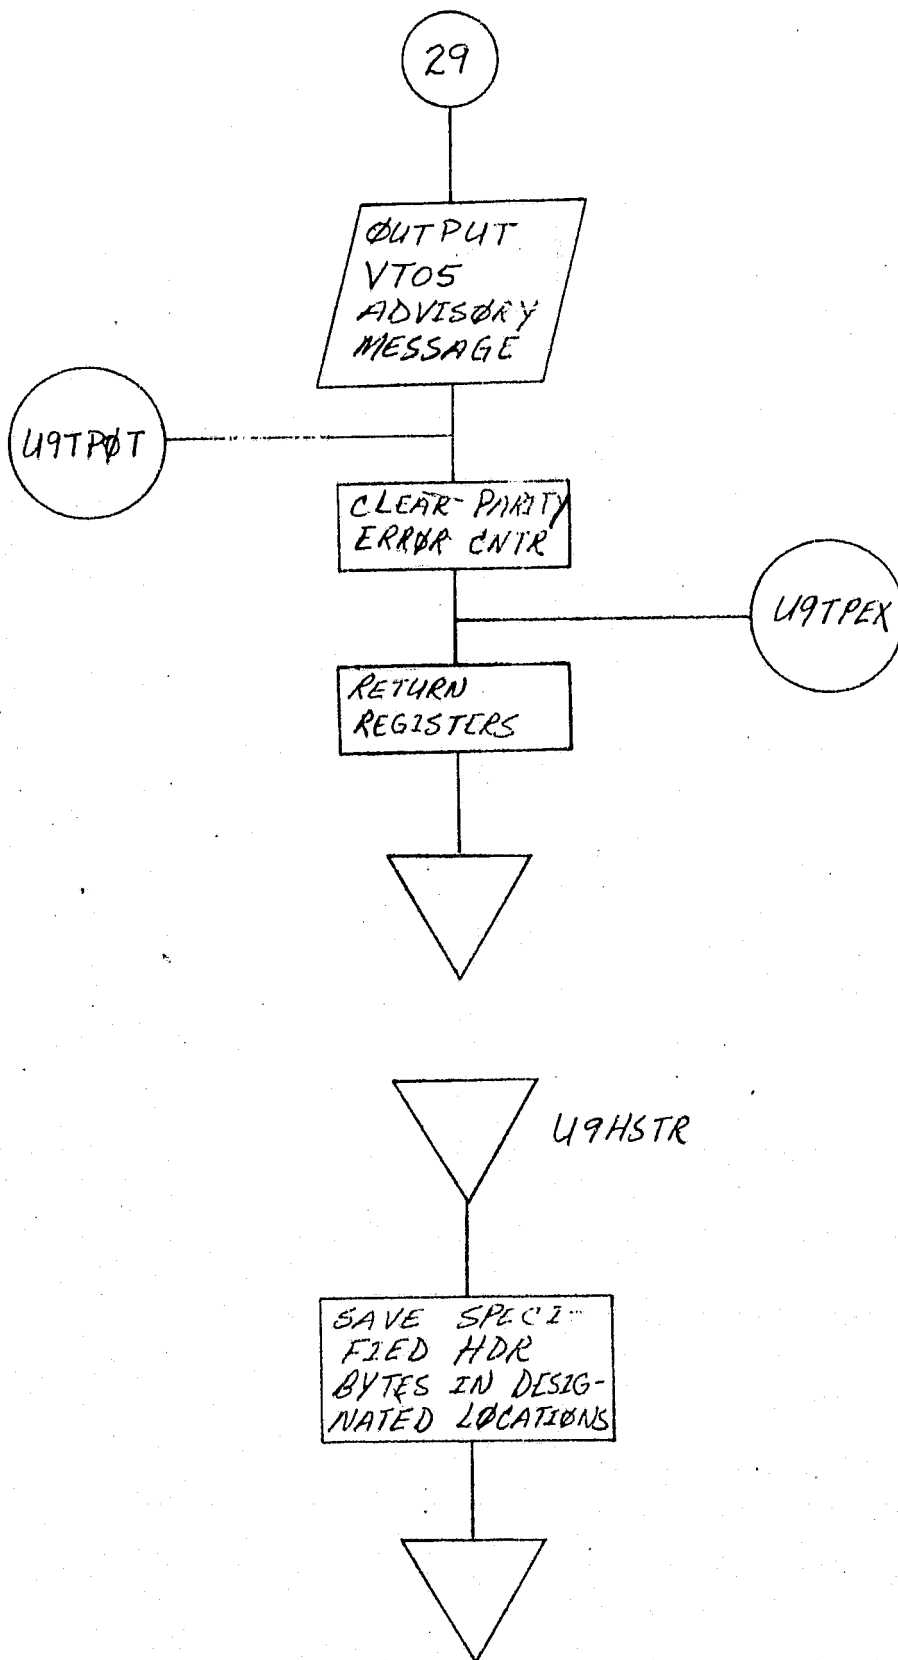 29
ØUTPUT
VT05
ADVISØRY
MESSAGE
U9TPØT
CLEAR PARITY
ERRØR CNTR
U9TPEX
RETURN
REGISTERS
U9HSTR
SAVE SPECI-
FIED HDR
BYTES IN DESIG-
NATED LØCATIØNS